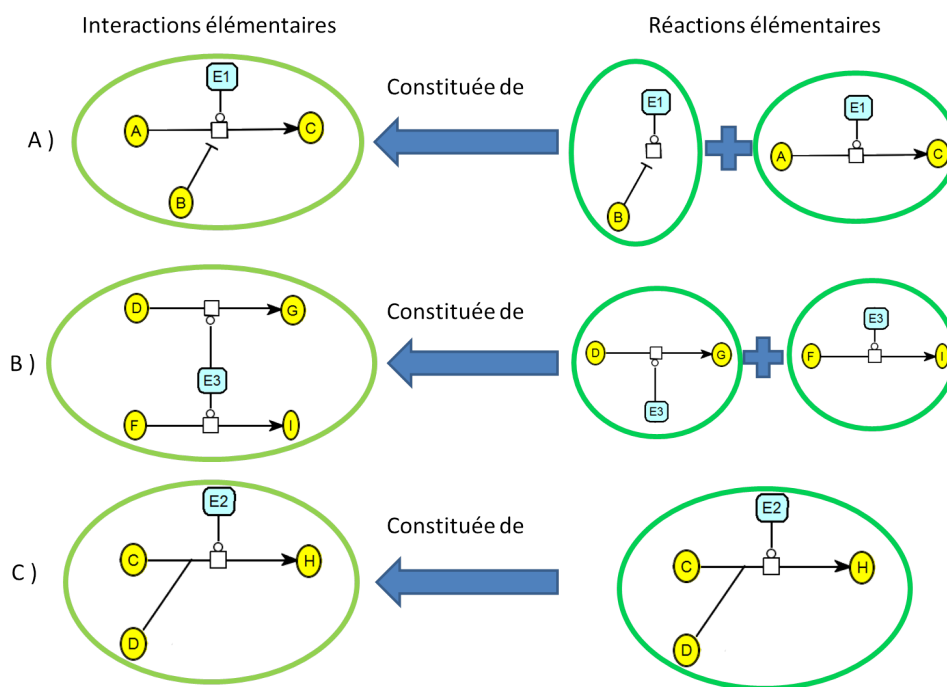 Interactions élémentaires
Réactions élémentaires
A )
E1
A
C
B
Constituée de
E1
B
E1
A
C
B )
D
G
E3
F
I
Constituée de
D
G
E3
E3
F
I
C )
E2
C
H
D
Constituée de
E2
C
H
D